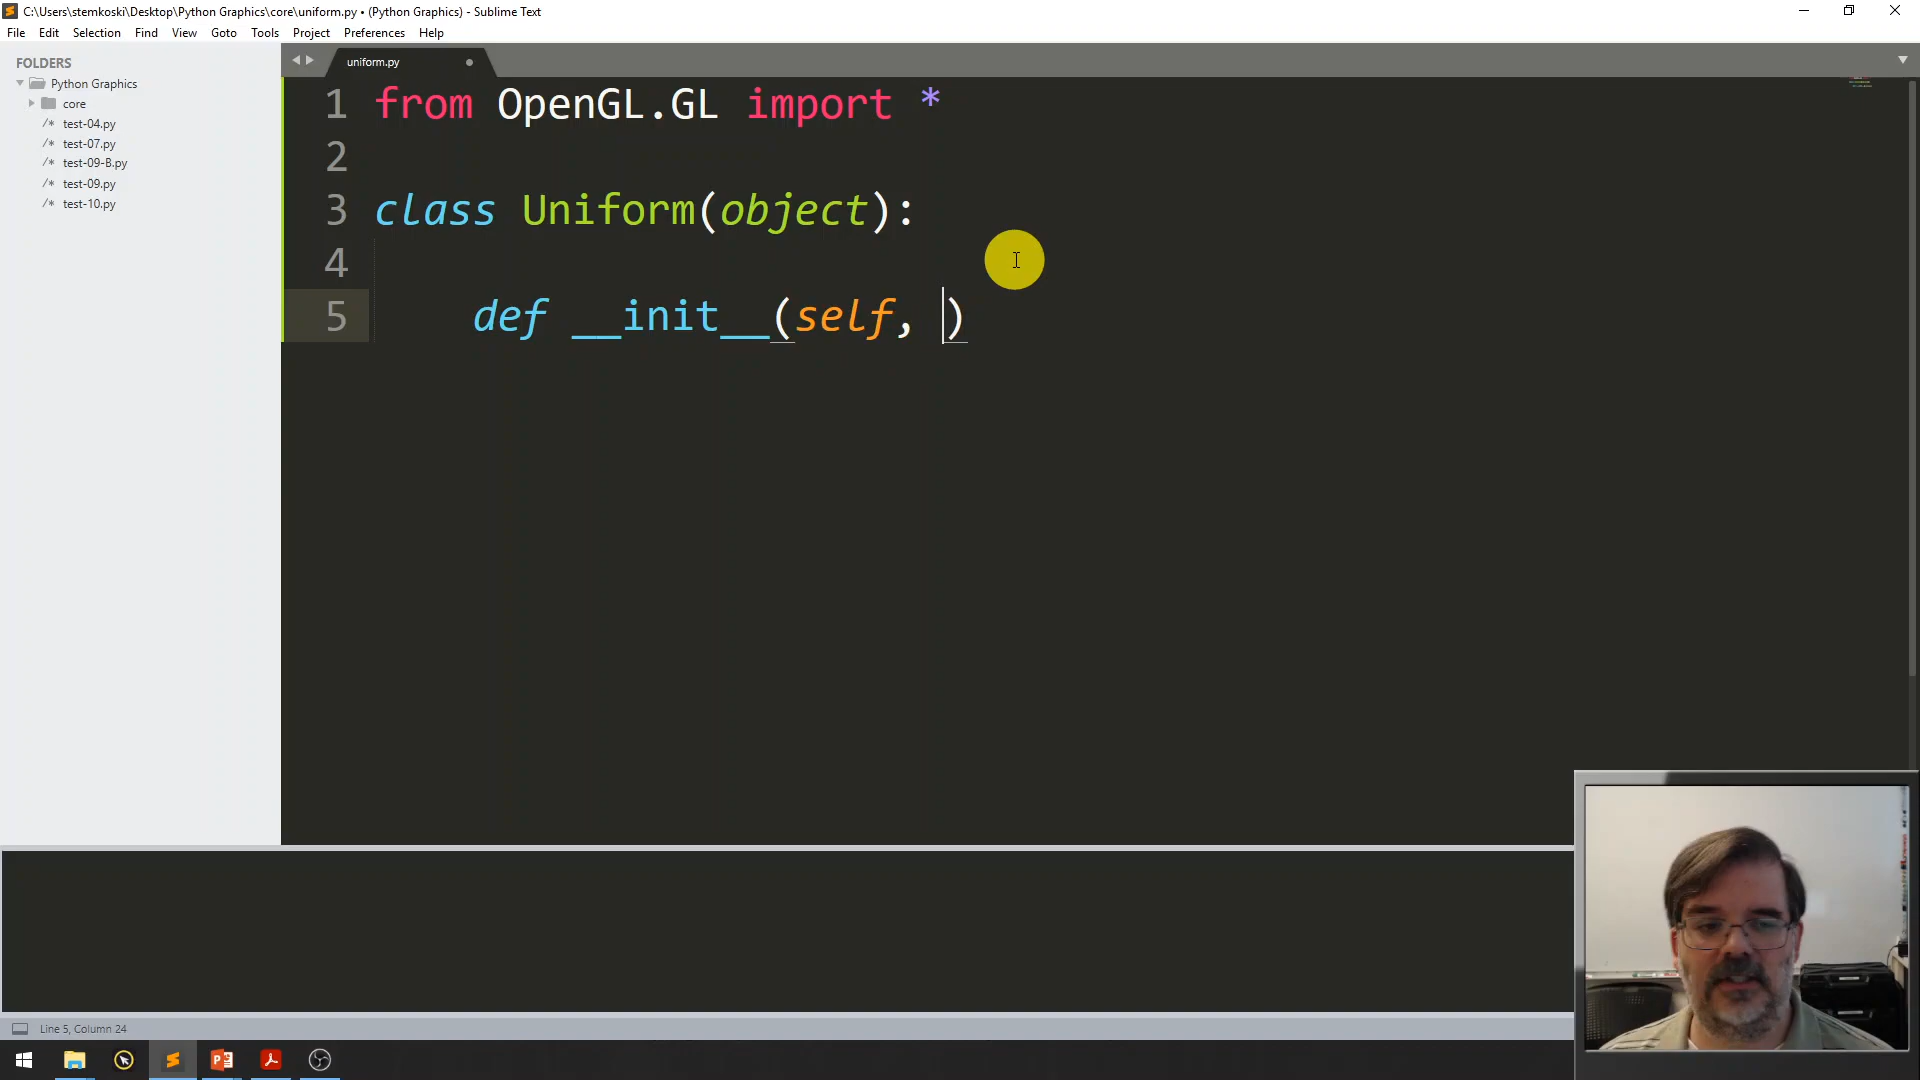 C:\Users\stemkoski\Desktop\Python Graphics\core\uniform.py • (Python Graphics) - Sublime Text
File Edit Selection Find View Goto Tools Project Preferences Help
FOLDERS
Python Graphics
core
/* test-04.py
/* test-07.py
/* test-09-B.py
/* test-09.py
/* test-10.py
uniform.py
1 from OpenGL.GL import *
2
3 class Uniform(object):
4
5 def __init__(self, )
Line 5, Column 24